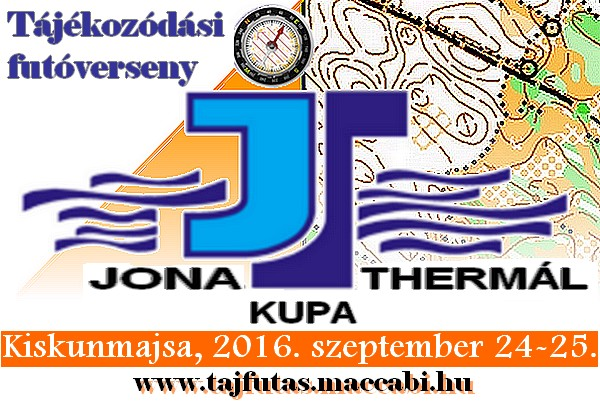 Tájékozódási
futóverseny
JONA THERMÁL
KUPA
Kiskunmajsa, 2016. szeptember 24-25.
www.tajfutas.maccabi.hu